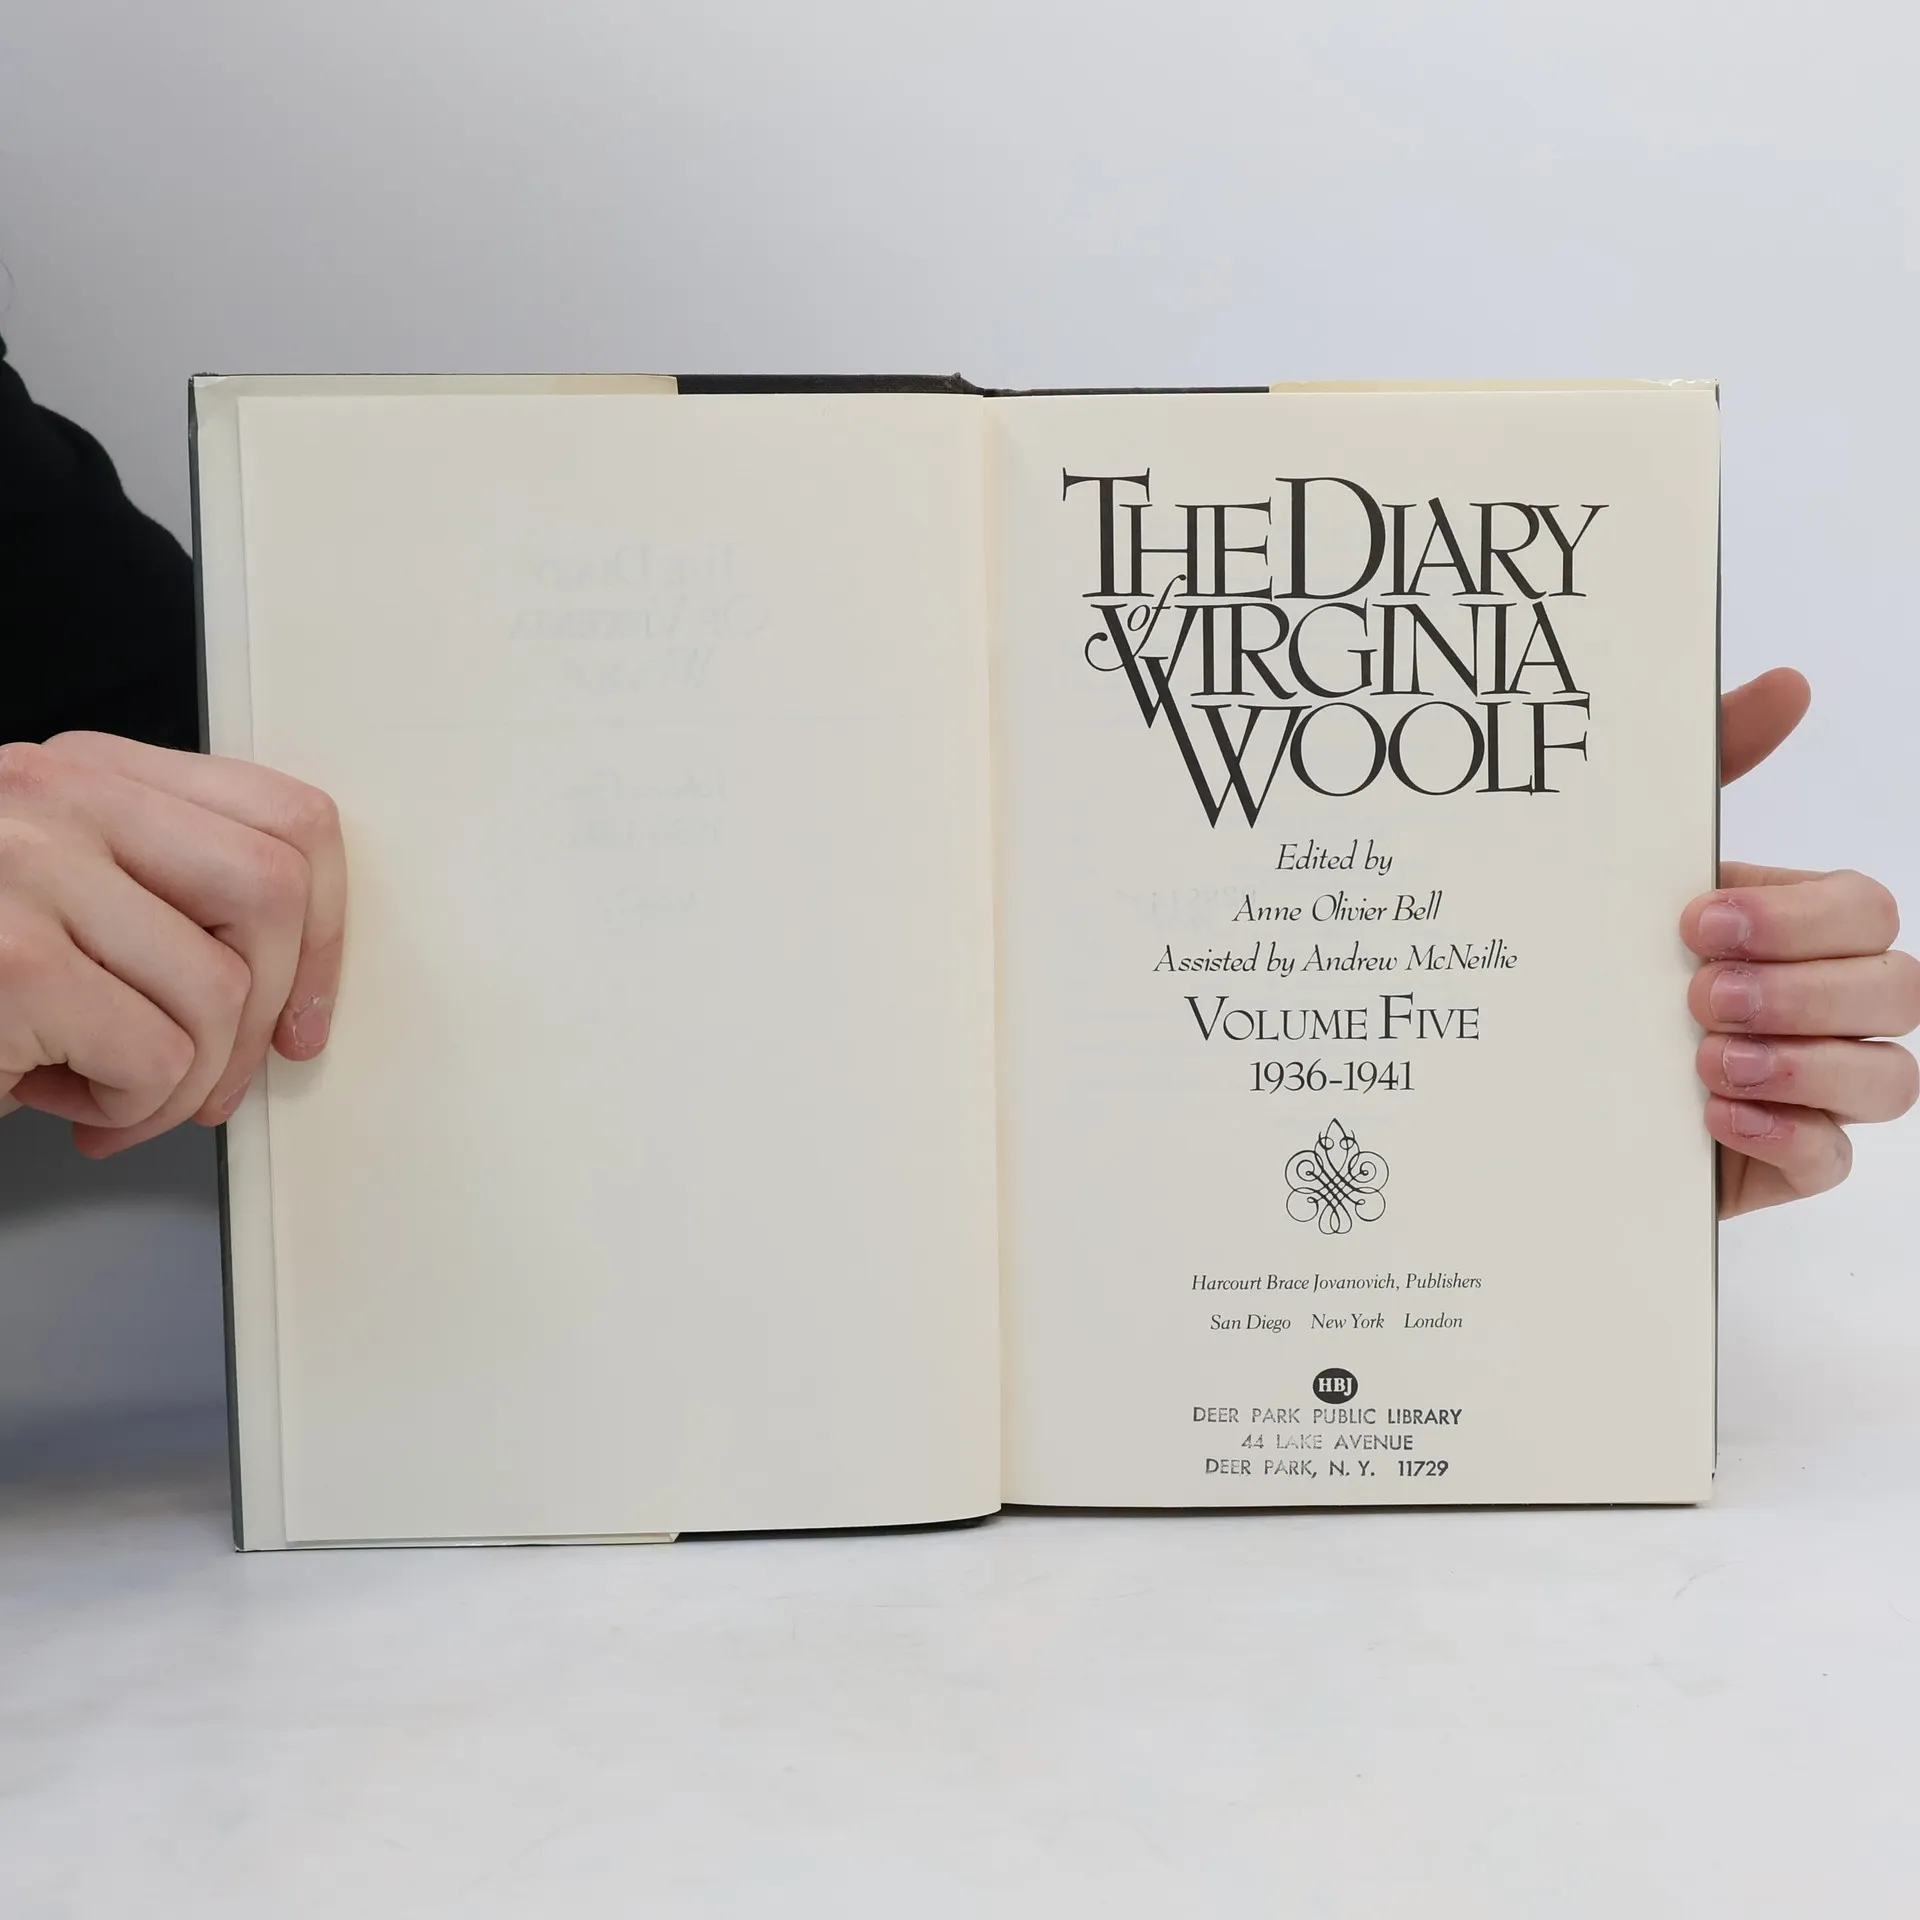 THE DIARY
of VIRGINIA
WOOLF
Edited by
Anne Olivier Bell
Assisted by Andrew McNeillie
VOLUME FIVE
1936-1941
Harcourt Brace Jovanovich, Publishers
San Diego New York London
HBJ
DEER PARK PUBLIC LIBRARY
44 LAKE AVENUE
DEER PARK, N. Y. 11729